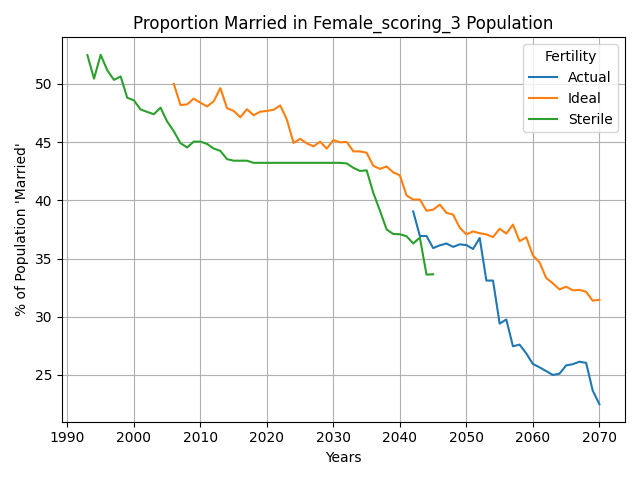 Proportion Married in Female_scoring_3 Population
Fertility
Actual
Ideal
Sterile
% of Population 'Married'
50
45
40
35
30
25
1990
2000
2010
2020
2030
2040
2050
2060
2070
Years